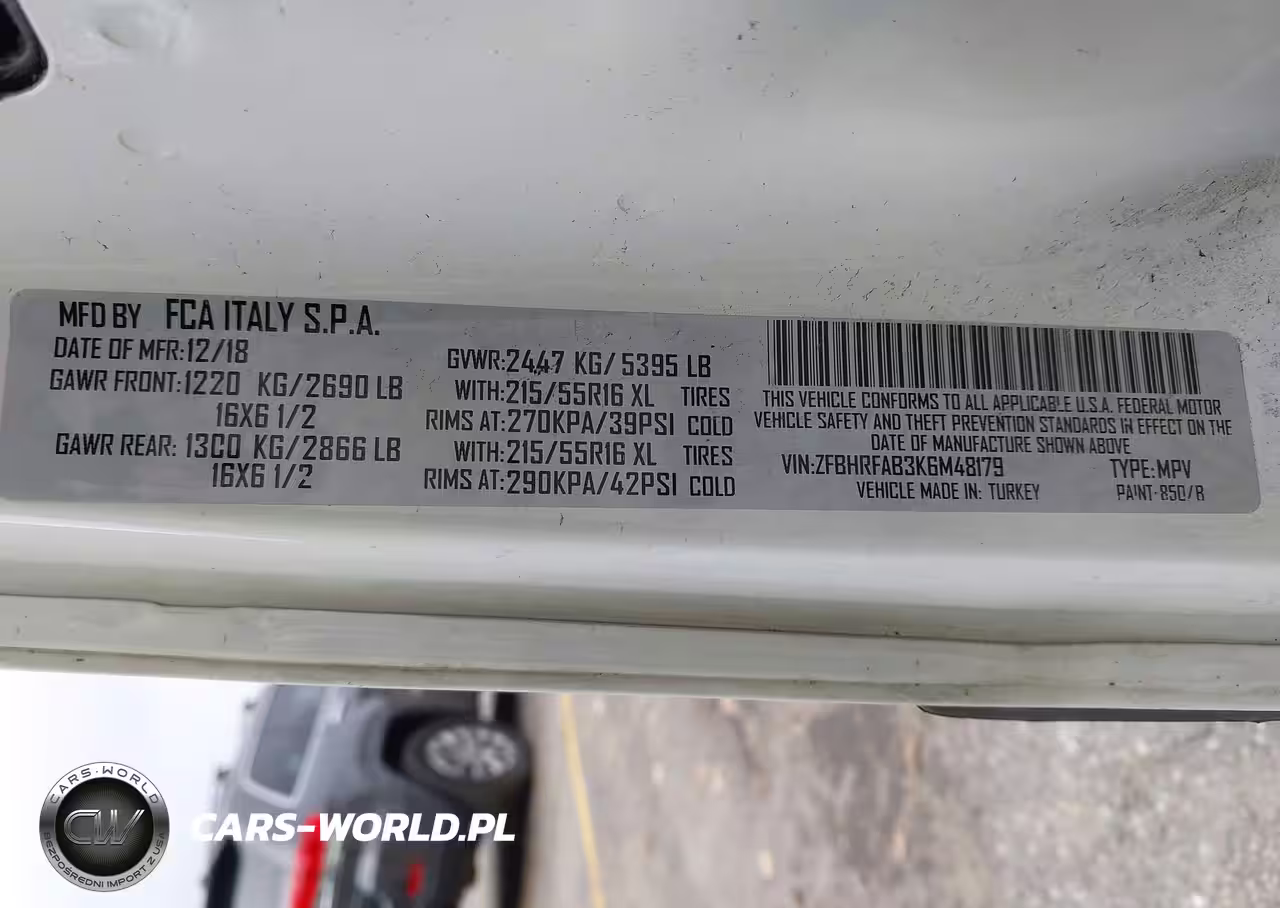 MFD BY FCA ITALY S.P.A.
DATE OF MFR:12/18
GAWR FRONT:1220 KG/2690 LB
16X6 1/2
GAWR REAR: 13C0 KG/2866 LB
16X6 1/2
GVWR:2447 KG/5395 LB
WITH:215/55R16 XL TIRES
RIMS AT:270KPA/39PSI COLD
WITH:215/55R16 XL TIRES
RIMS AT:290KPA/42PSI COLD
THIS VEHICLE CONFORMS TO ALL APPLICABLE U.S.A. FEDERAL MOTOR
VEHICLE SAFETY AND THEFT PREVENTION STANDARDS IN EFFECT ON THE
DATE OF MANUFACTURE SHOWN ABOVE
VIN:ZFBHRFAB3K6M48179 TYPE:MPV
VEHICLE MADE IN: TURKEY PAINT-850/B
CARS-WORLD
CW
BEZPOŚREDNI IMPORT Z USA
CARS-WORLD.PL